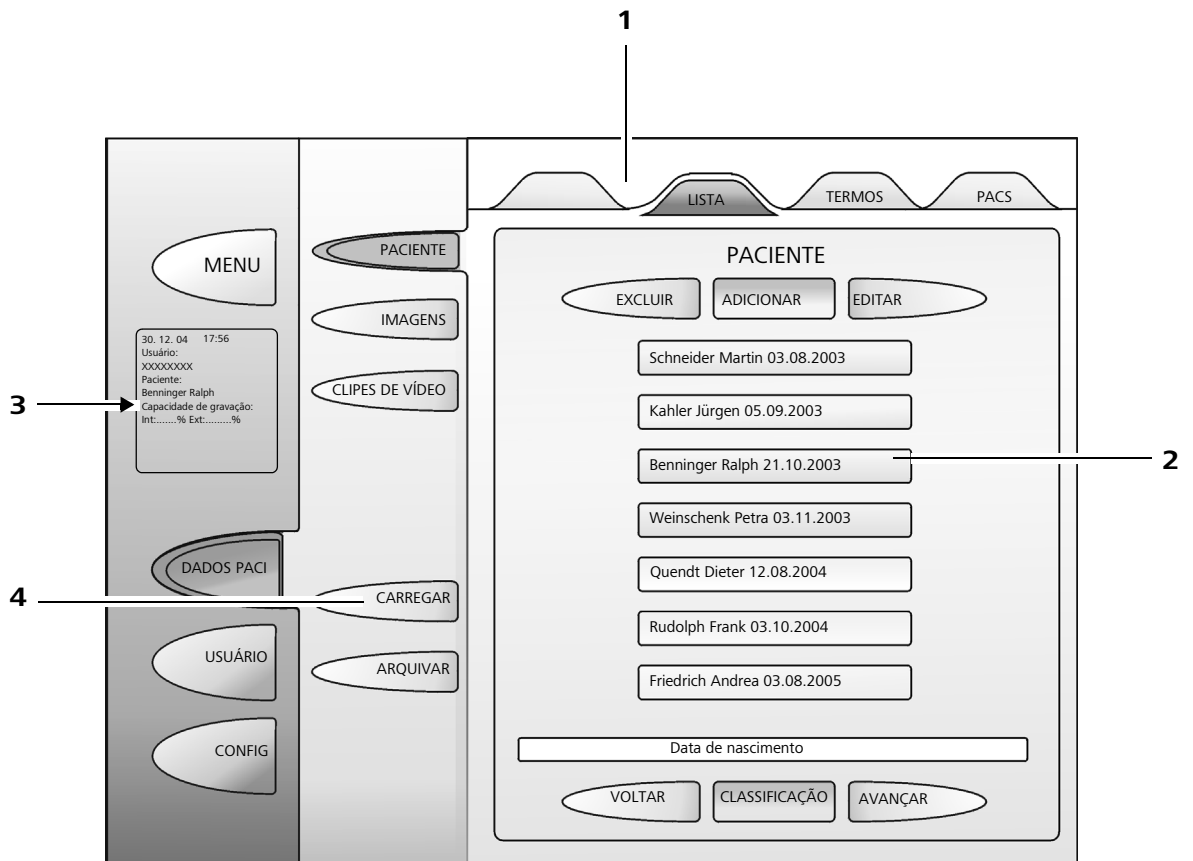 1
LISTA
TERMOS
PACS
MENU
30. 12. 04 17:56
Usuário:
XXXXXXXX
Paciente:
Benninger Ralph
Capacidade de gravação:
Int:.......% Ext:.........%
3
DADOS PACI
4
USUÁRIO
CONFIG
PACIENTE
IMAGENS
CLIPES DE VÍDEO
CARREGAR
ARQUIVAR
PACIENTE
EXCLUIR
ADICIONAR
EDITAR
Schneider Martin 03.08.2003
Kahler Jürgen 05.09.2003
Benninger Ralph 21.10.2003
2
Weinschenk Petra 03.11.2003
Quendt Dieter 12.08.2004
Rudolph Frank 03.10.2004
Friedrich Andrea 03.08.2005
Data de nascimento
VOLTAR
CLASSIFICAÇÃO
AVANÇAR